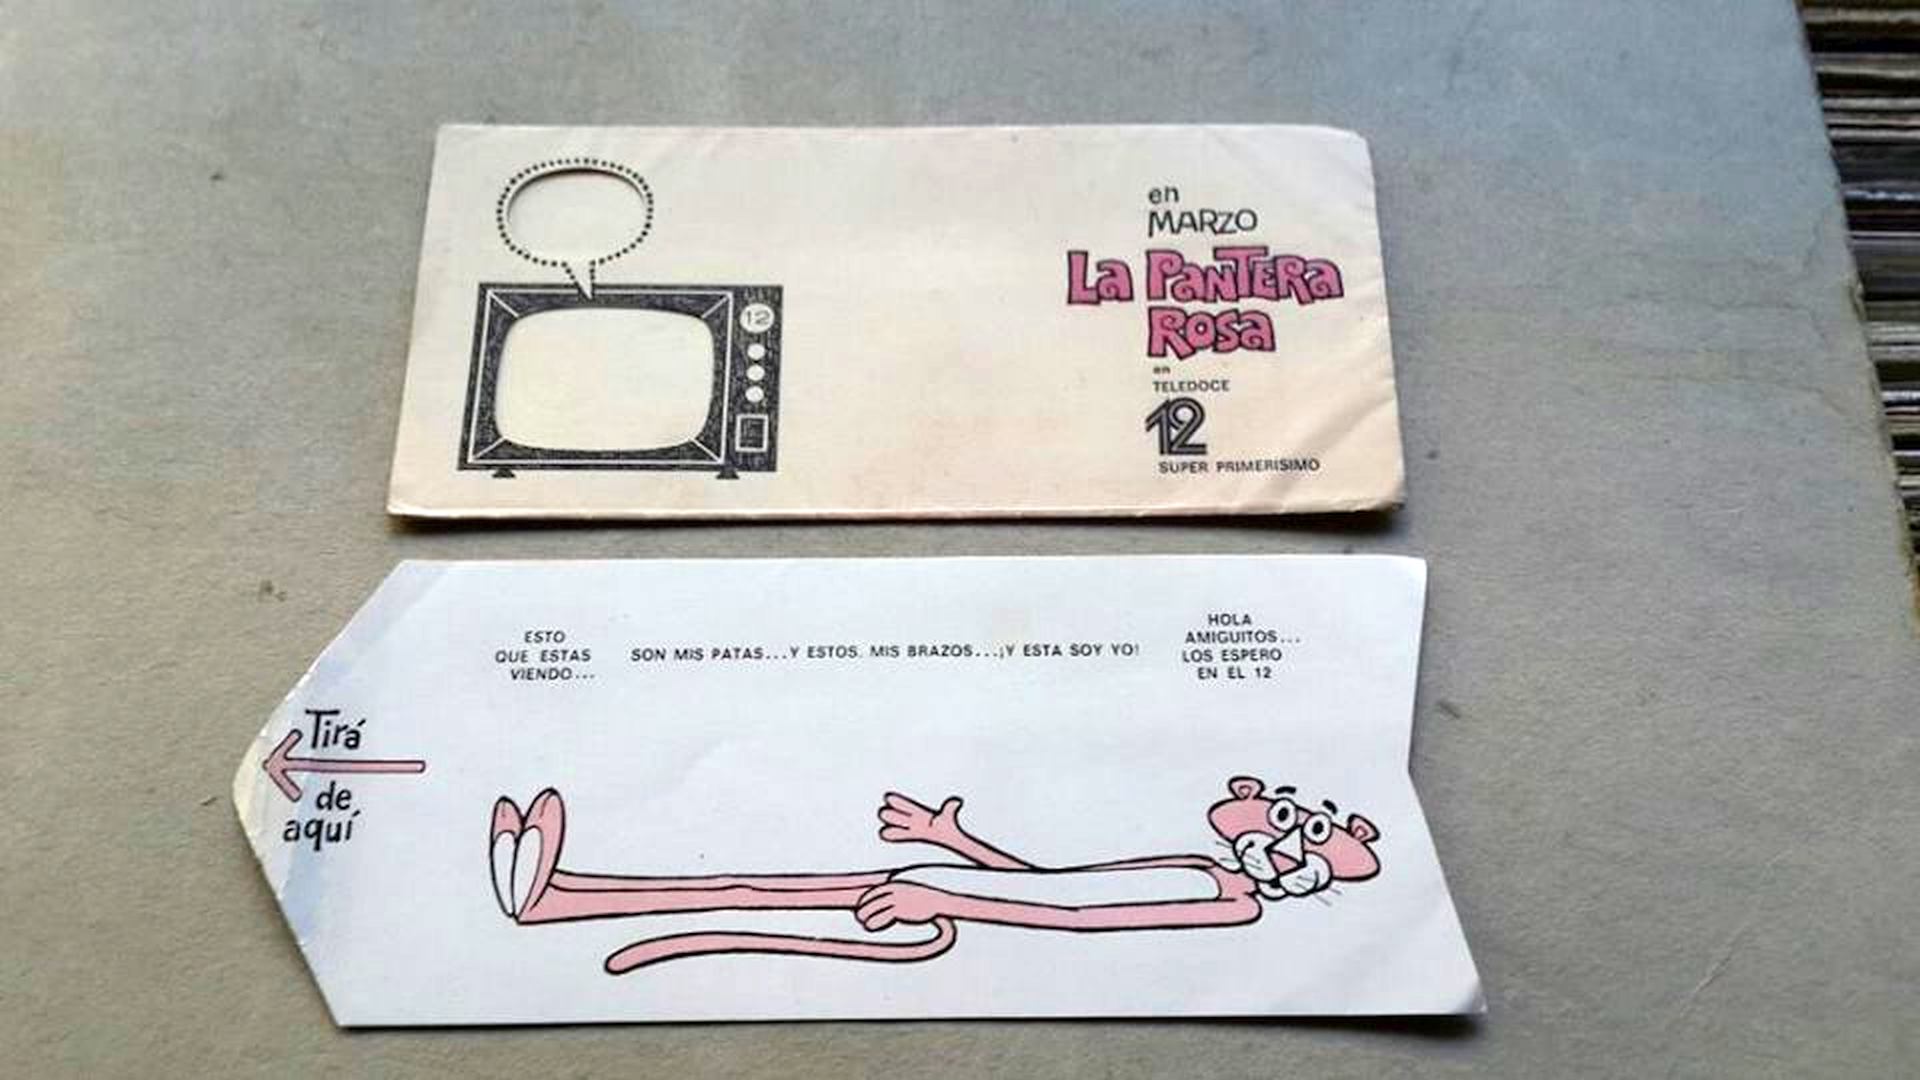 en
MARZO
La PanTERa
ROSa
en
TELEDOCE
12
SUPER PRIMERISIMO
12
ESTO
QUE ESTAS
VIENDO...
SON MIS PATAS...Y ESTOS. MIS BRAZOS...¡Y ESTA SOY YO!
HOLA
AMIGUITOS...
LOS ESPERO
EN EL 12
Tirá
de
aquí